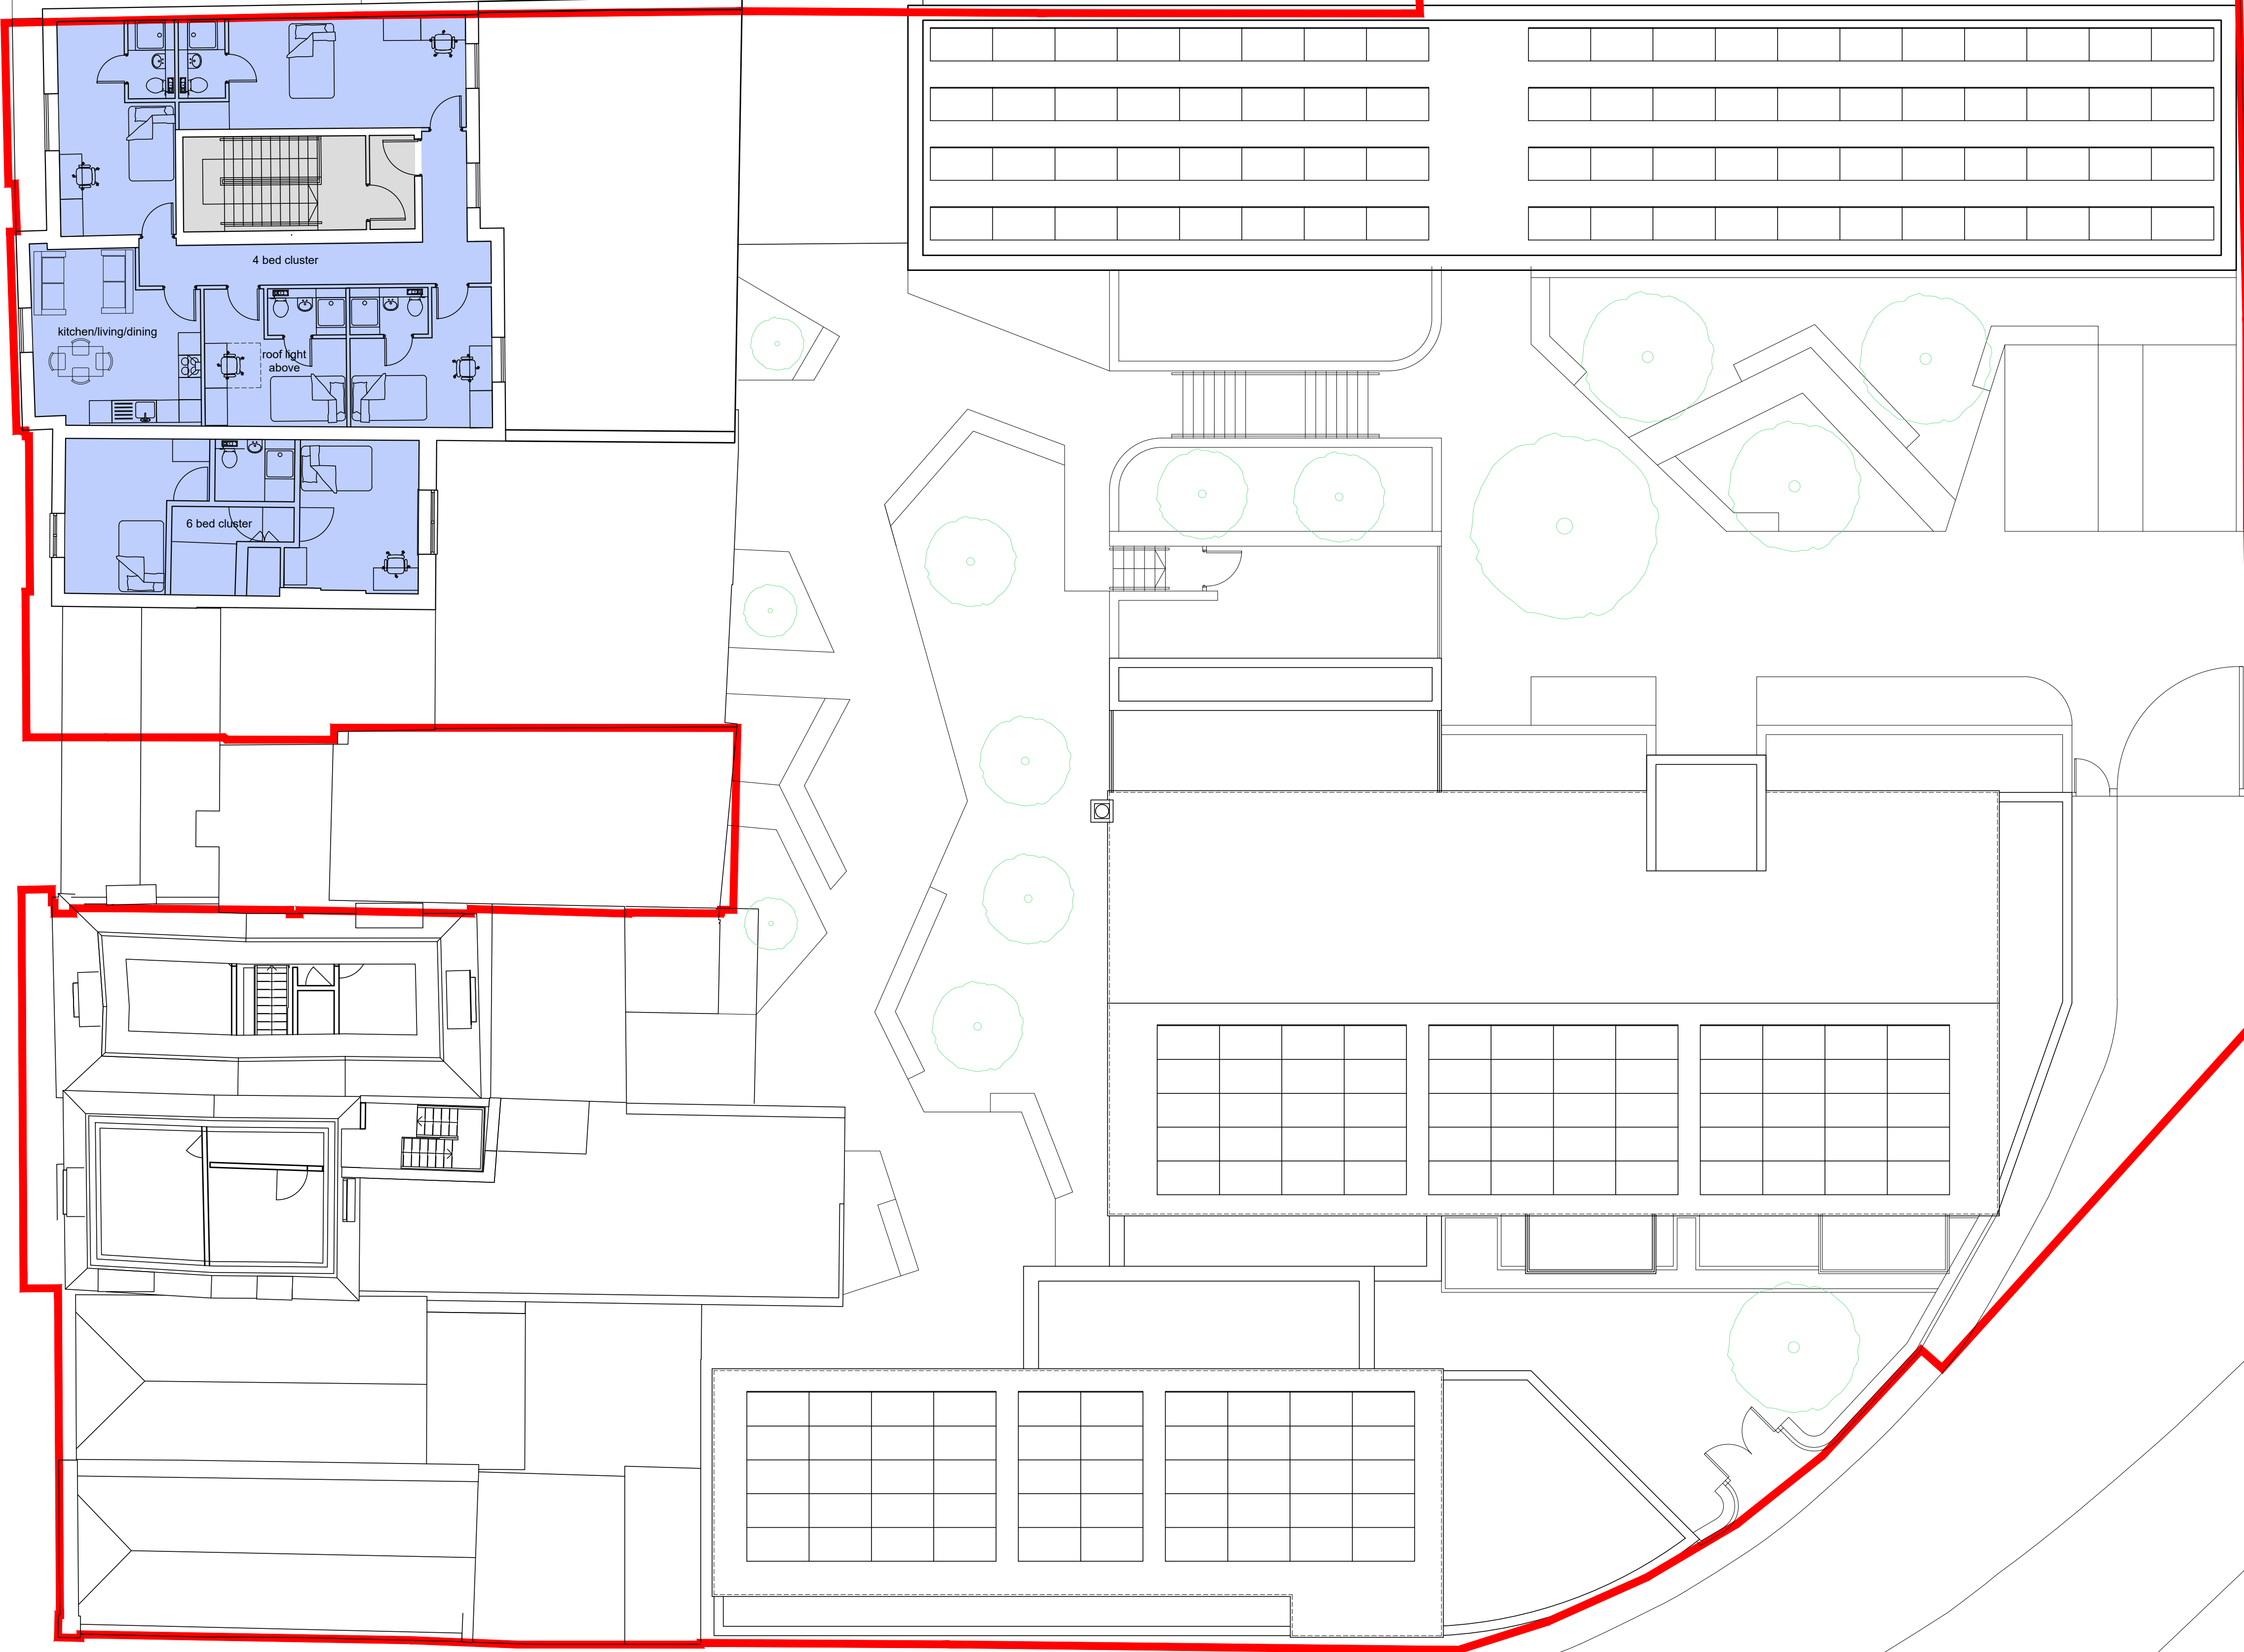 4 bed cluster
kitchen/living/dining
roof light
above
6 bed cluster